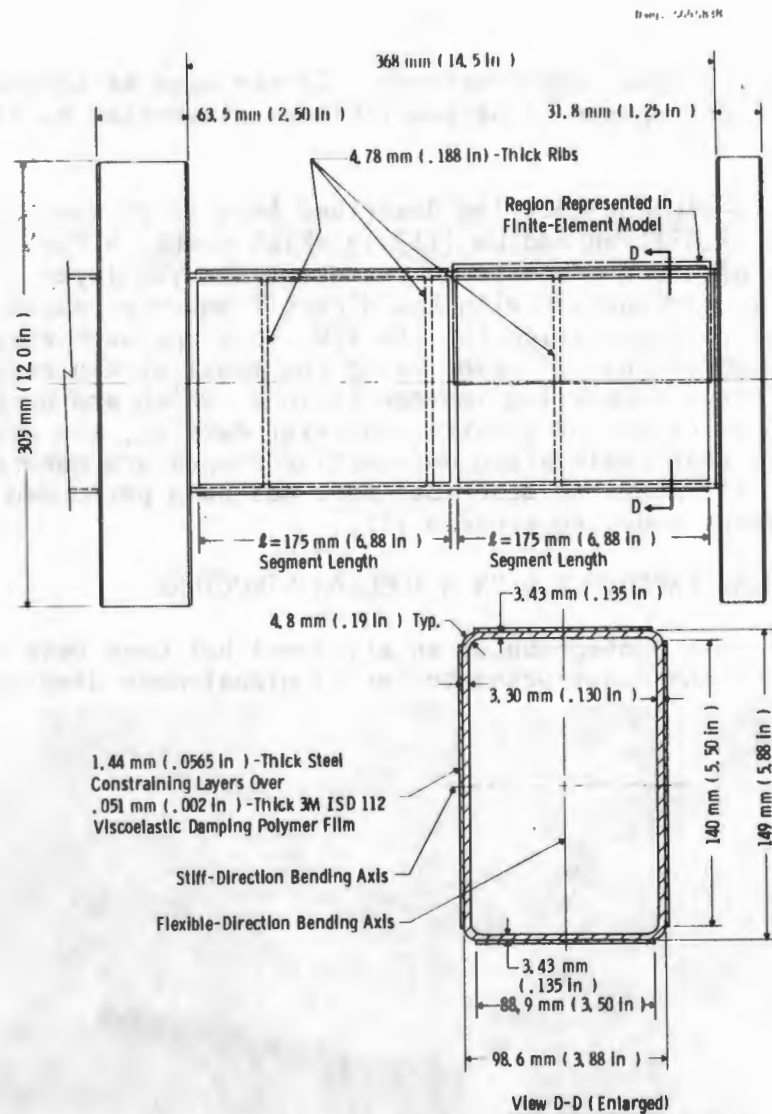 368 mm (14.5 in)
63.5 mm (2.50 in)
31.8 mm (1.25 in)
4.78 mm (.188 in) -Thick Ribs
Region Represented in
Finite-Element Model
D
305 mm (12.0 in)
D
ℓ = 175 mm (6.88 in)
Segment Length
ℓ = 175 mm (6.88 in)
Segment Length
3.43 mm (.135 in)
4.8 mm (.19 in) Typ.
3.30 mm (.130 in)
1.44 mm (.0565 in) -Thick Steel
Constraining Layers Over
.051 mm (.002 in) -Thick 3M ISD 112
Viscoelastic Damping Polymer Film
140 mm (5.50 in)
149 mm (5.88 in)
Stiff-Direction Bending Axis
Flexible-Direction Bending Axis
3.43 mm
(.135 in)
88.9 mm (3.50 in)
98.6 mm (3.88 in)
View D-D (Enlarged)